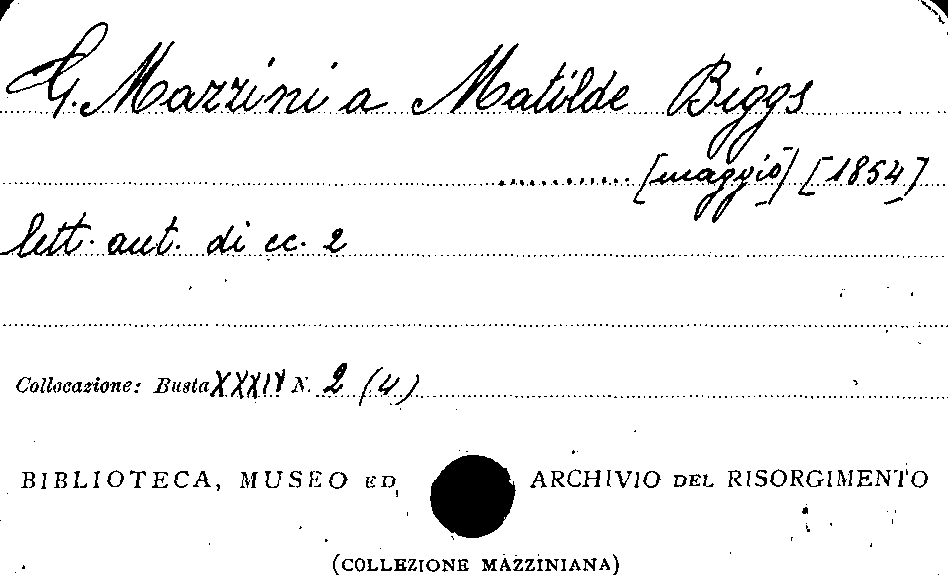 G. Mazzini a Matilde Biggs
........... [maggio] [1854]
lett. aut. di cc. 2
Collocazione: Busta XXXIV N. 2 (4)
BIBLIOTECA, MUSEO ED ARCHIVIO DEL RISORGIMENTO
(COLLEZIONE MAZZINIANA)